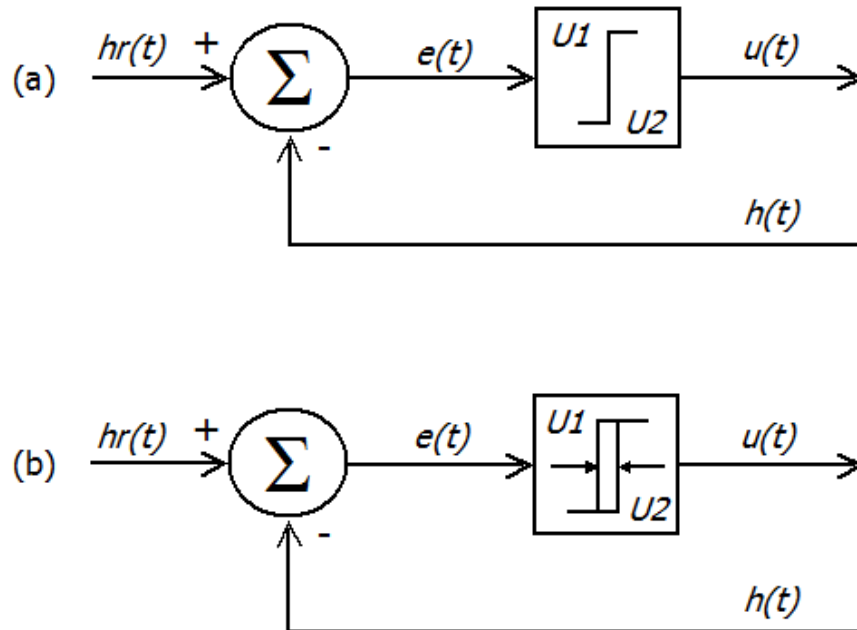 hr(t) + e(t) U1 u(t)
(a) Σ
- U2
h(t)
hr(t) + e(t) U1 u(t)
(b) Σ
- U2
h(t)